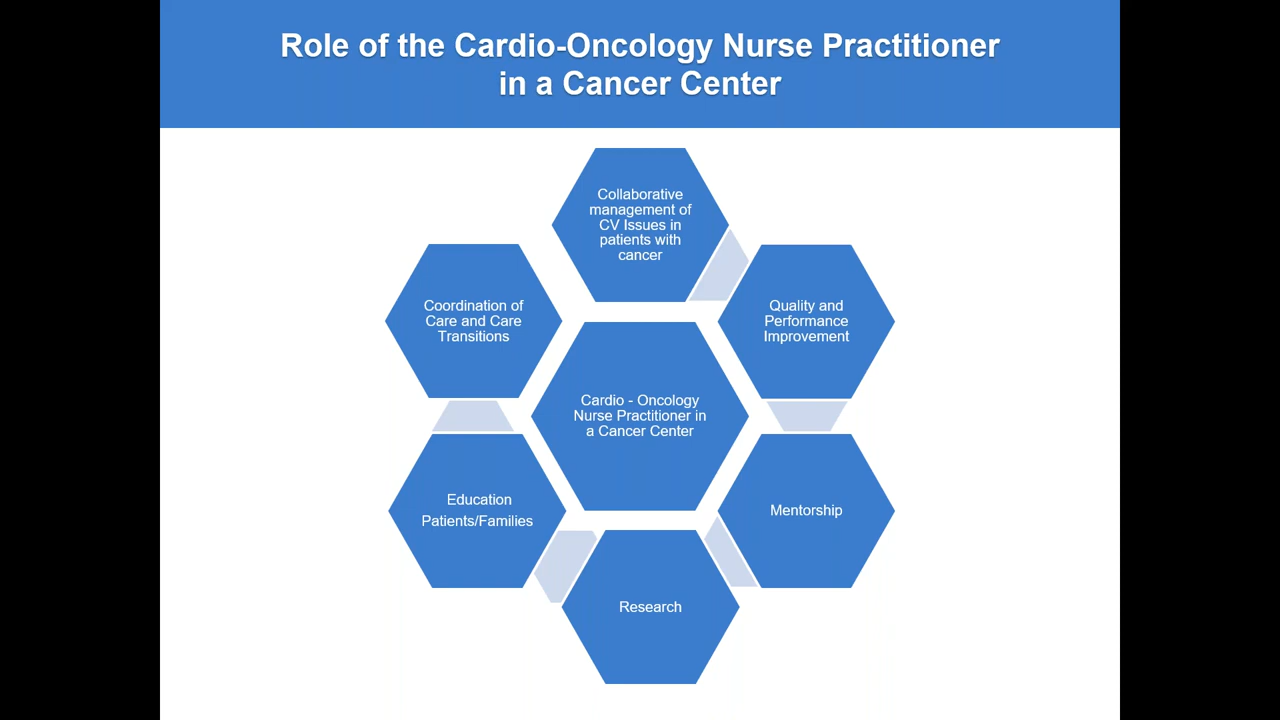 Role of the Cardio-Oncology Nurse Practitioner
in a Cancer Center
Collaborative
management of
CV Issues in
patients with
cancer
Coordination of
Care and Care
Transitions
Quality and
Performance
Improvement
Cardio - Oncology
Nurse Practitioner in
a Cancer Center
Education
Patients/Families
Mentorship
Research